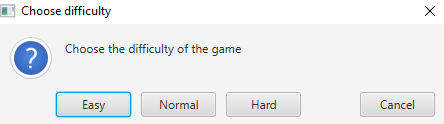 Choose difficulty
Choose the difficulty of the game
Easy Normal Hard Cancel